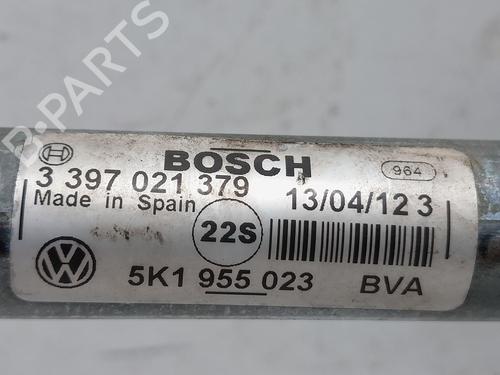 B-PARTS
BOSCH
964
3 397 021 379
13/04/12 3
Made in Spain
22S
5K1 955 023 BVA